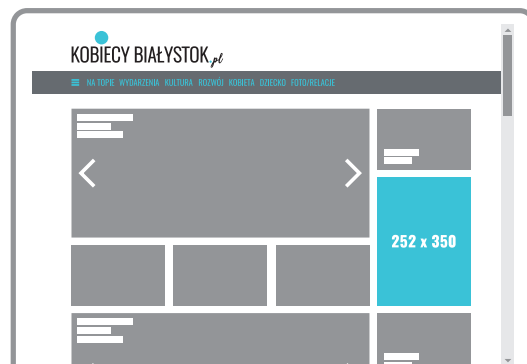 KOBIECY BIAŁYSTOK.pl
NA TOPIE WYDARZENIA KULTURA ROZWÓJ KOBIETA DZIECKO FOTO/RELACJE
252 x 350